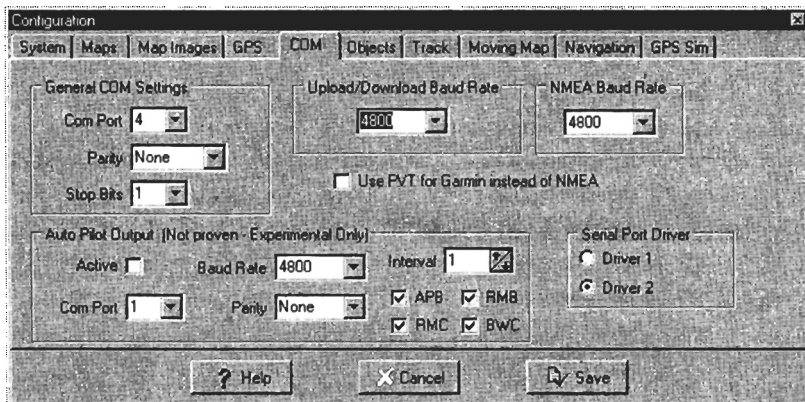 Configuration
System Maps Map Images GPS COM Objects Track Moving Map Navigation GPS Sim
General COM Settings
Com Port 4
Parity None
Stop Bits 1
Upload/Download Baud Rate
4800
NMEA Baud Rate
4800
Use PVT for Garmin instead of NMEA
Auto Pilot Output (Not proven - Experimental Only)
Active Baud Rate 4800 Interval 1
Com Port 1 Parity None
APB RMB
RMC BWC
Serial Port Driver
Driver 1
Driver 2
? Help Cancel Save